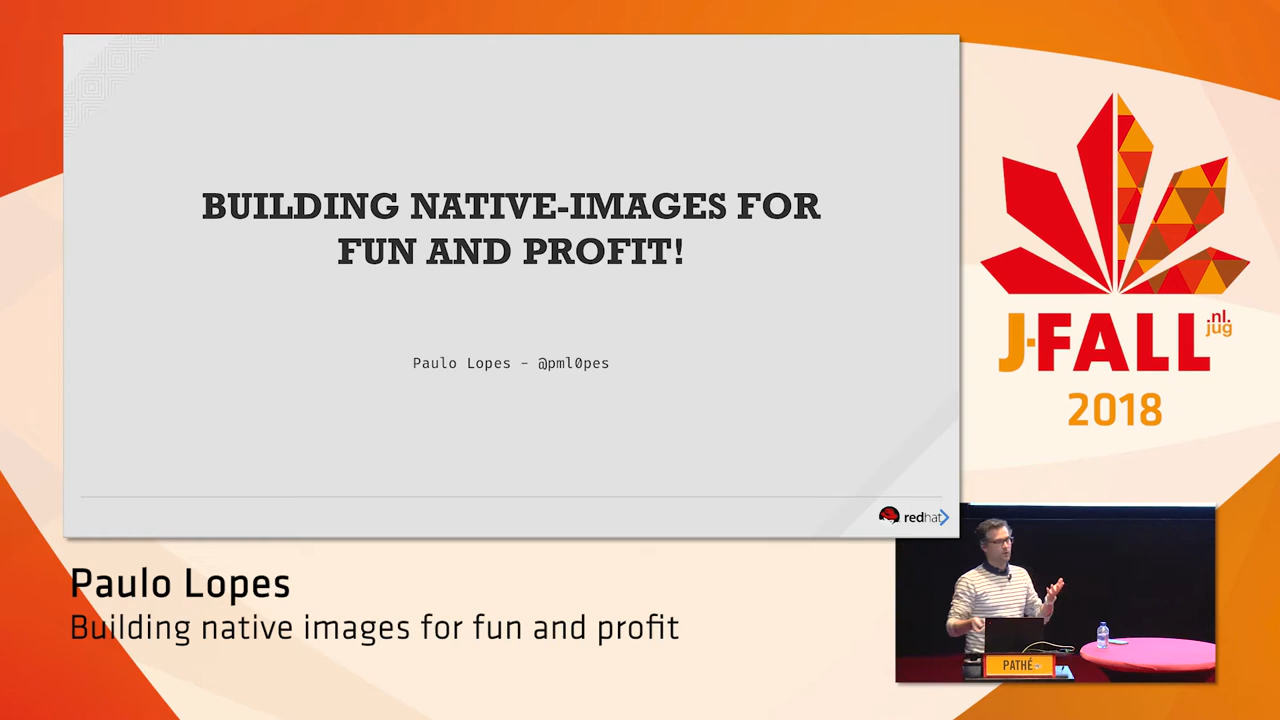 BUILDING NATIVE-IMAGES FOR
FUN AND PROFIT!
Paulo Lopes - @pml0pes
redhat
J-FALL
.nl.
jug
2018
Paulo Lopes
Building native images for fun and profit
PATHÉ